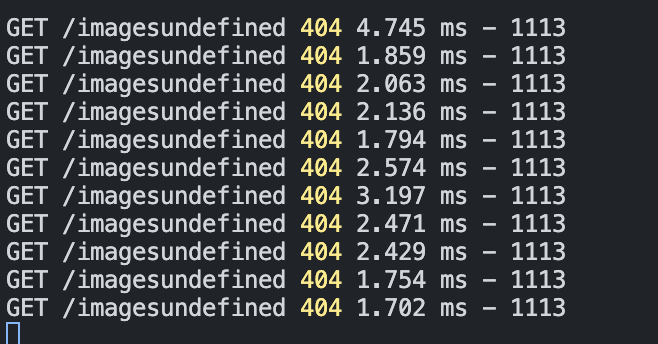 GET /imagesundefined 404 4.745 ms - 1113
GET /imagesundefined 404 1.859 ms - 1113
GET /imagesundefined 404 2.063 ms - 1113
GET /imagesundefined 404 2.136 ms - 1113
GET /imagesundefined 404 1.794 ms - 1113
GET /imagesundefined 404 2.574 ms - 1113
GET /imagesundefined 404 3.197 ms - 1113
GET /imagesundefined 404 2.471 ms - 1113
GET /imagesundefined 404 2.429 ms - 1113
GET /imagesundefined 404 1.754 ms - 1113
GET /imagesundefined 404 1.702 ms - 1113